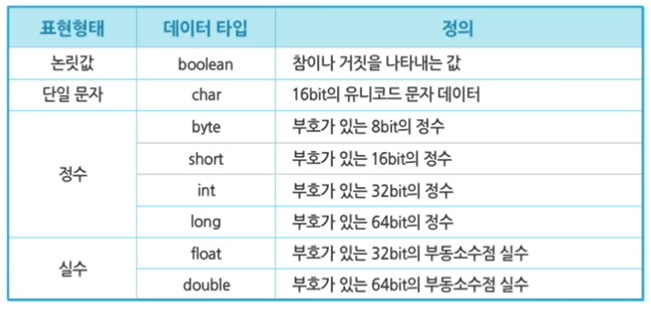 표현형태 데이터 타입 정의
논릿값 boolean 참이나 거짓을 나타내는 값
단일 문자 char 16bit의 유니코드 문자 데이터
정수 byte 부호가 있는 8bit의 정수
short 부호가 있는 16bit의 정수
int 부호가 있는 32bit의 정수
long 부호가 있는 64bit의 정수
실수 float 부호가 있는 32bit의 부동소수점 실수
double 부호가 있는 64bit의 부동소수점 실수